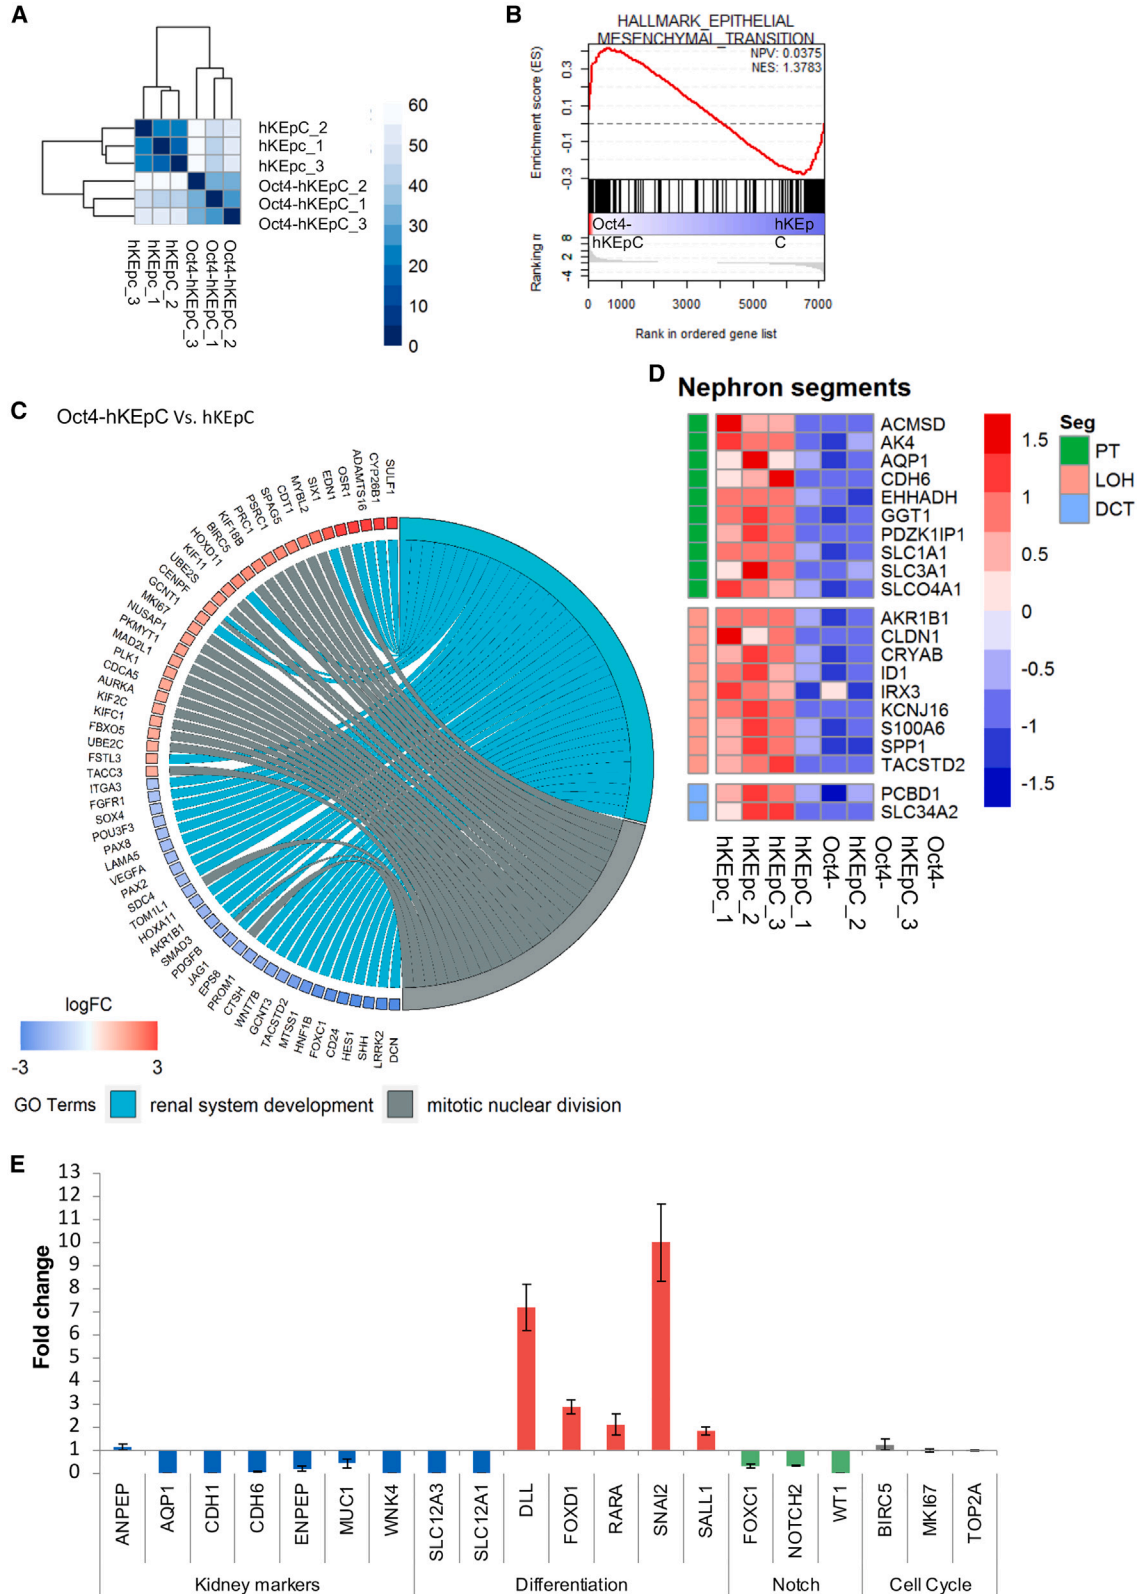 A
60
50
40
30
20
10
0
hKEpC_2
hKEpc_1
hKEpc_3
Oct4-hKEpC_2
Oct4-hKEpC_1
Oct4-hKEpC_3
hKEpc_3
hKEpc_1
hKEpC_2
Oct4-hKEpC_3
Oct4-hKEpC_1
Oct4-hKEpC_2
B
HALLMARK_EPITHELIAL
MESENCHYMAL_TRANSITION
NPV: 0.0375
NES: 1.3783
Enrichment score (ES)
0.3
0.1
-0.1
-0.3
Oct4-
hKEpC
hKEp
C
Ranking
8
2
-4
0 1000 3000 5000 7000
Rank in ordered gene list
C
Oct4-hKEpC Vs. hKEpC
SULF1
CYP26B1
ADAMTS16
OSR1
EDN1
SIX1
MYBL2
CDT1
SPAG5
PSRC1
PRC1
KIF18B
BIRC5
HOXD11
KIF11
UBE2S
CENPF
GCNT1
MKI67
NUSAP1
PKMYT1
MAD2L1
PLK1
CDCA5
AURKA
KIF2C
KIFC1
FBXO5
UBE2C
FSTL3
TACC3
ITGA3
FGFR1
SOX4
POU3F3
PAX8
LAMA5
VEGFA
PAX2
SDC4
TOM1L1
HOXA11
AKR1B1
SMAD3
PDGFB
JAG1
EPS8
PROM1
CTSH
WNT7B
GCNT3
TACSTD2
MTSS1
HNF1B
FOXC1
CD24
HES1
SHH
LRRK2
DCN
logFC
-3 3
GO Terms renal system development mitotic nuclear division
D
Nephron segments
ACMSD
AK4
AQP1
CDH6
EHHADH
GGT1
PDZK1IP1
SLC1A1
SLC3A1
SLCO4A1
AKR1B1
CLDN1
CRYAB
ID1
IRX3
KCNJ16
S100A6
SPP1
TACSTD2
PCBD1
SLC34A2
hKEpc_1
hKEpc_2
hKEpc_3
hKEpC_1
Oct4-
hKEpC_2
Oct4-
hKEpC_3
Oct4-
1.5
1
0.5
0
-0.5
-1
-1.5
Seg
PT
LOH
DCT
E
Fold change
13
12
11
10
9
8
7
6
5
4
3
2
1
0
ANPEP
AQP1
CDH1
CDH6
ENPEP
MUC1
WNK4
SLC12A3
SLC12A1
DLL
FOXD1
RARA
SNAI2
SALL1
FOXC1
NOTCH2
WT1
BIRC5
MKI67
TOP2A
Kidney markers Differentiation Notch Cell Cycle